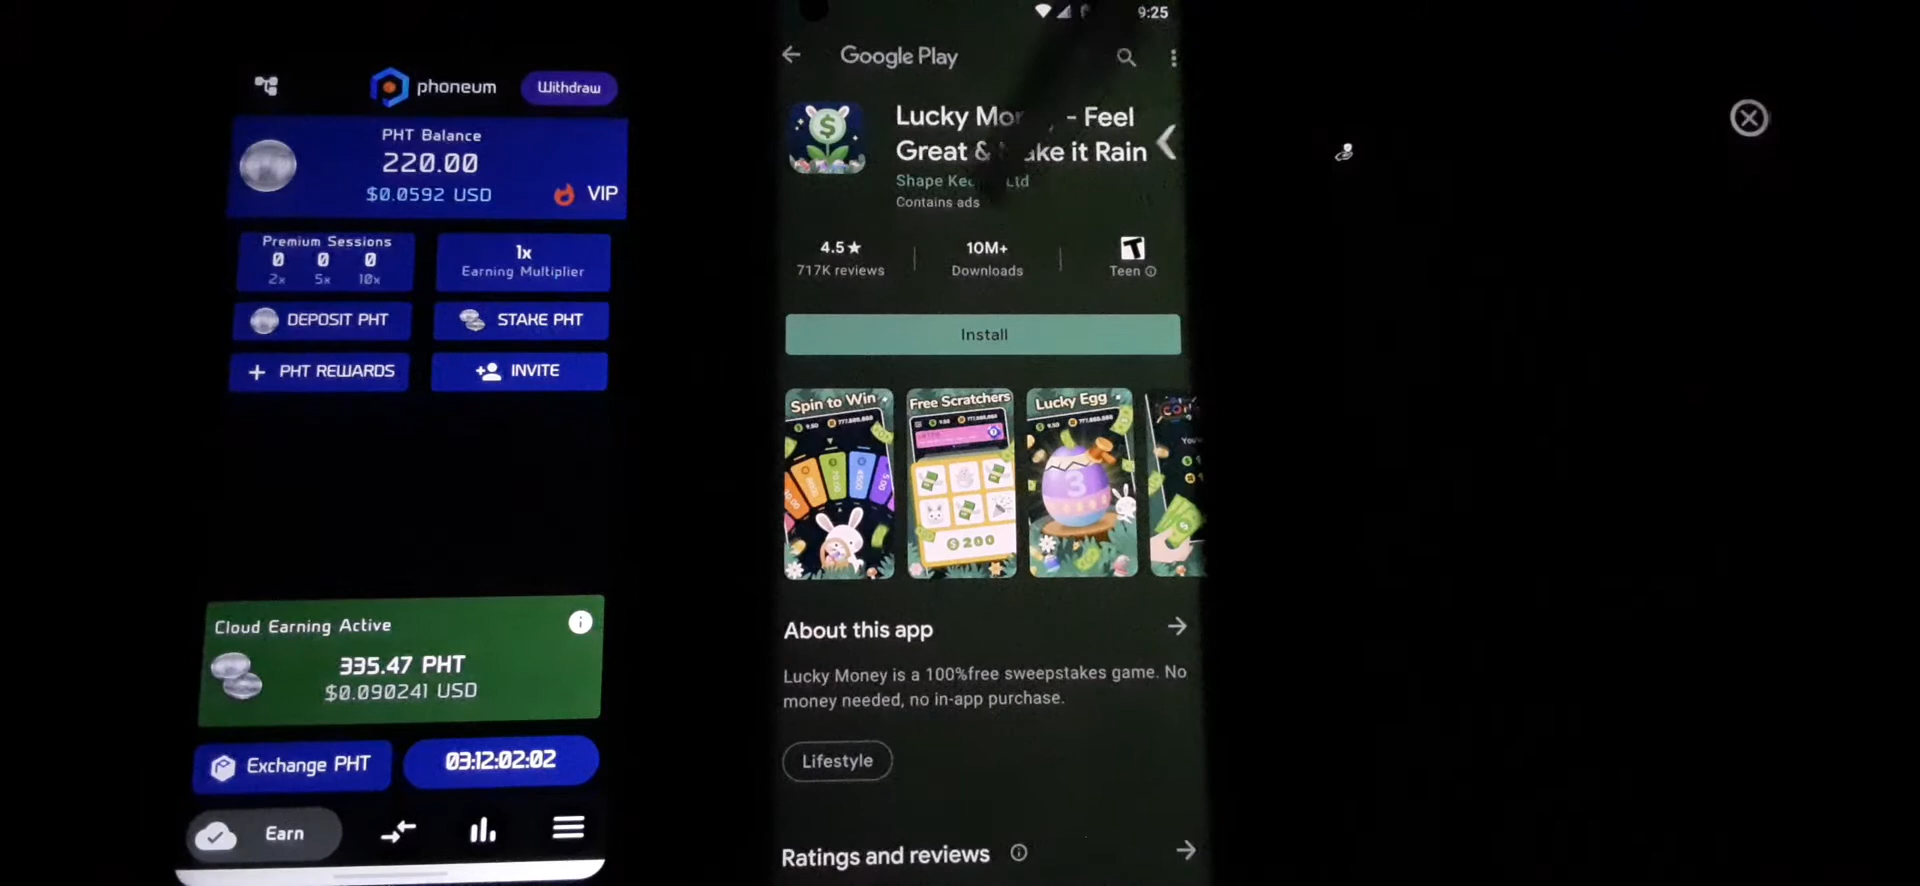 phoneum
Withdraw
PHT Balance
220.00
$0.0592 USD
VIP
Premium Sessions
0 0 0
2x 5x 10x
1x
Earning Multiplier
DEPOSIT PHT
STAKE PHT
+ PHT REWARDS
INVITE
Cloud Earning Active
335.47 PHT
$0.090241 USD
Exchange PHT
03:12:02:02
Earn
9:25
Google Play
Lucky - Feel
Great & ake it Rain
Shape Ltd
Contains ads
4.5★
717K reviews
10M+
Downloads
T
Teen
Install
Spin to Win
Free Scratchers
$ 200
Lucky Egg
3
About this app
Lucky Money is a 100%free sweepstakes game. No
money needed, no in-app purchase.
Lifestyle
Ratings and reviews